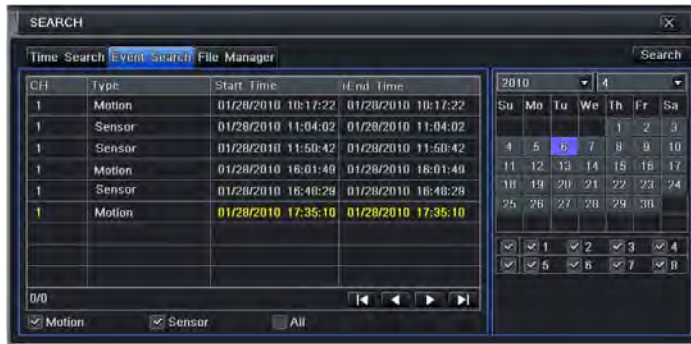 SEARCH
Time Search Event Search File Manager Search
CH Type Start Time End Time
1 Motion 01/28/2010 10:17:22 01/28/2010 10:17:22
1 Sensor 01/28/2010 11:04:02 01/28/2010 11:04:02
1 Sensor 01/28/2010 11:50:42 01/28/2010 11:50:42
1 Motion 01/28/2010 16:01:49 01/28/2010 16:01:49
1 Sensor 01/28/2010 16:48:29 01/28/2010 16:48:29
1 Motion 01/28/2010 17:35:10 01/28/2010 17:35:10
0/0
Motion Sensor All
2010 4
Su Mo Tu We Th Fr Sa
1 2 3
4 5 6 7 8 9 10
11 12 13 14 15 16 17
18 19 20 21 22 23 24
25 26 27 28 29 30
1 2 3 4
5 6 7 8